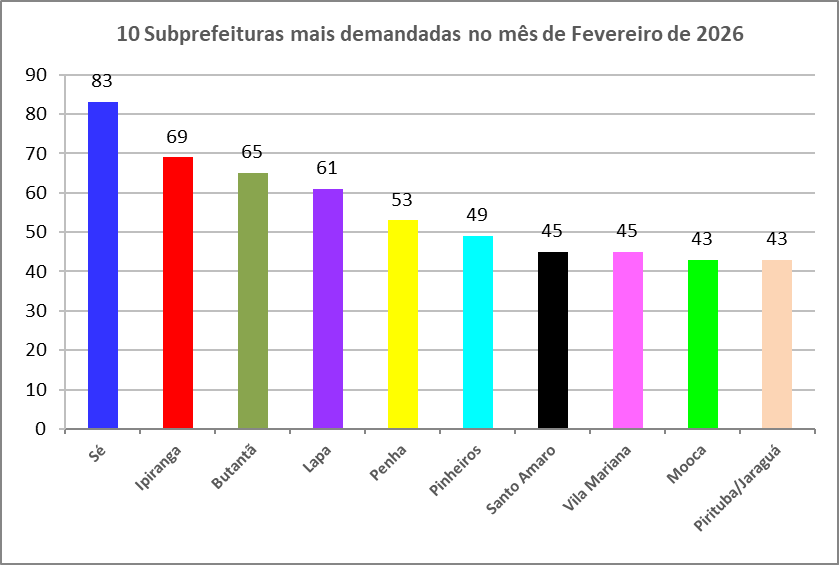 10 Subprefeituras mais demandadas no mês de Fevereiro de 2026
90
80
70
60
50
40
30
20
10
0
83
69
65
61
53
49
45
45
43
43
Sé
Ipiranga
Butantã
Lapa
Penha
Pinheiros
Santo Amaro
Vila Mariana
Mooca
Pirituba/Jaraguá